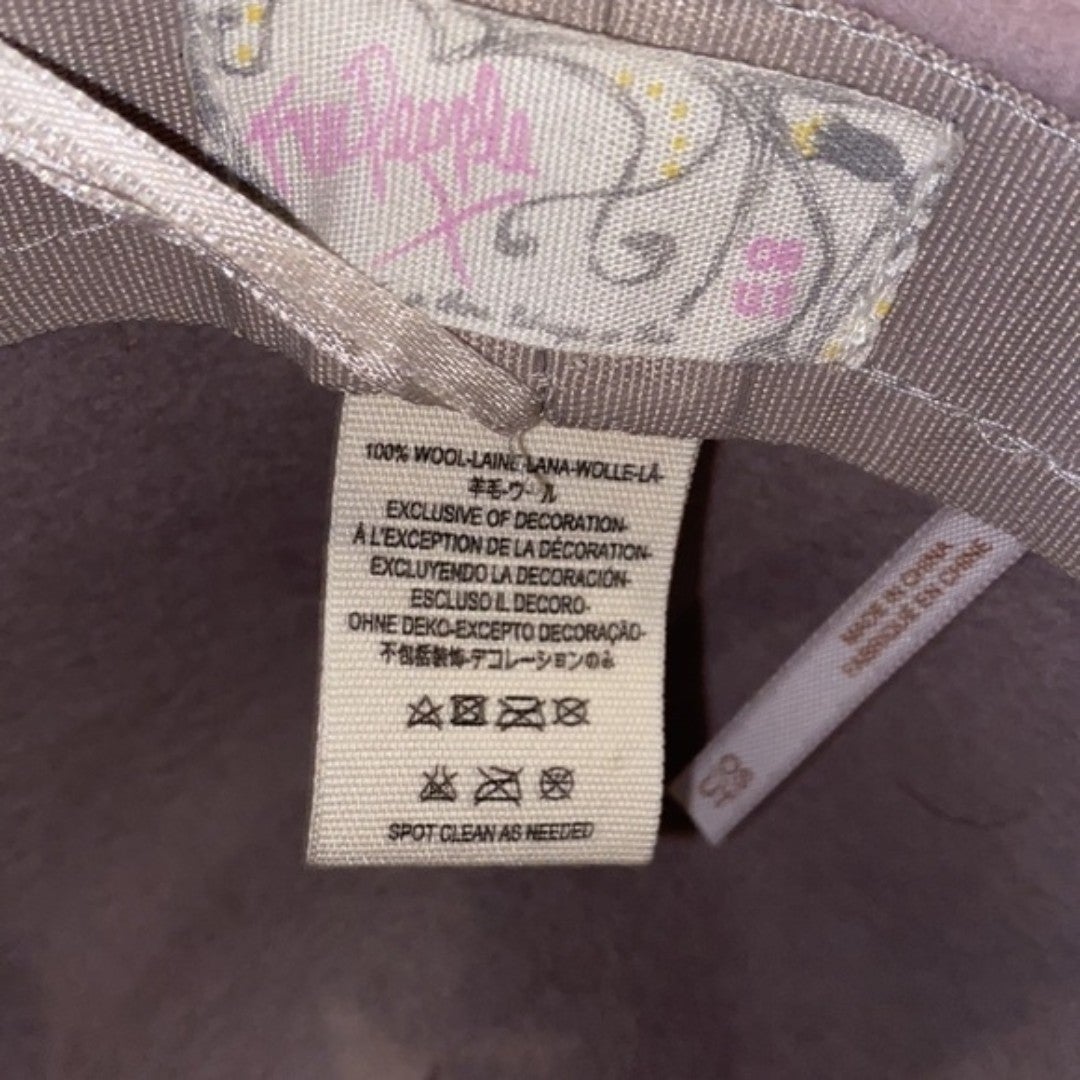 Free People
X
OS
100% WOOL-LAINE-LANA-WOLLE-LÃ-
羊毛-ウール
EXCLUSIVE OF DECORATION-
À L'EXCEPTION DE LA DÉCORATION-
EXCLUYENDO LA DECORACIÓN-
ESCLUSO IL DECORO-
OHNE DEKO-EXCEPTO DECORAÇÃO-
不包括装飾-デコレーションのみ
SPOT CLEAN AS NEEDED
MADE IN CHINA
FABRIQUÉ EN CHINE
OS